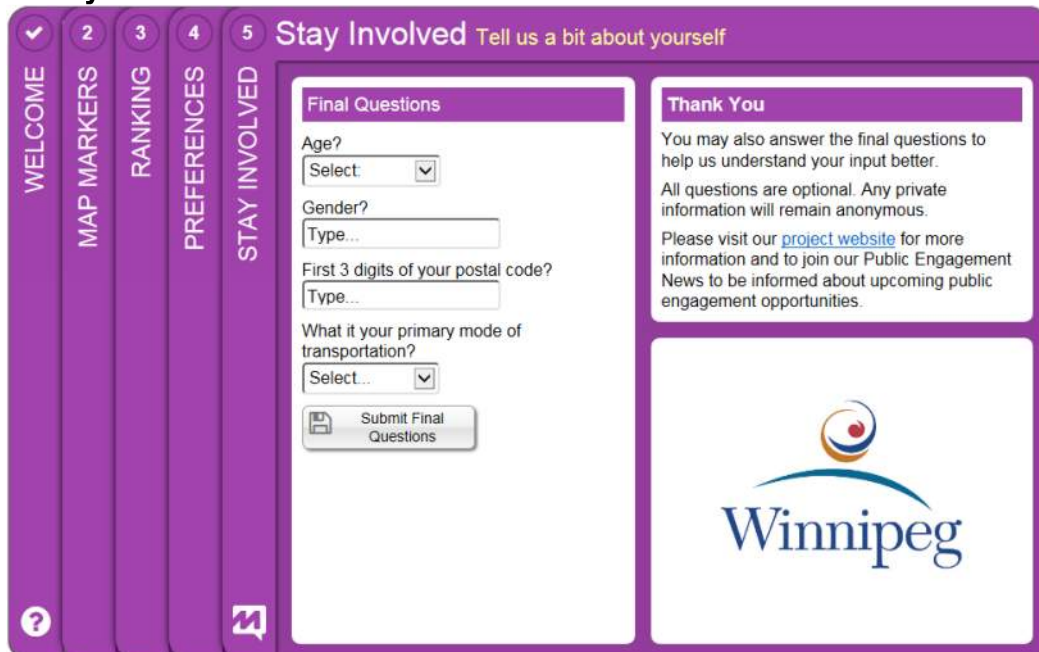 2
3
4
5
WELCOME
MAP MARKERS
RANKING
PREFERENCES
STAY INVOLVED
Stay Involved Tell us a bit about yourself
Final Questions
Age?
Select:
Gender?
Type...
First 3 digits of your postal code?
Type...
What it your primary mode of
transportation?
Select...
Submit Final
Questions
Thank You
You may also answer the final questions to
help us understand your input better.
All questions are optional. Any private
information will remain anonymous.
Please visit our project website for more
information and to join our Public Engagement
News to be informed about upcoming public
engagement opportunities.
Winnipeg
?